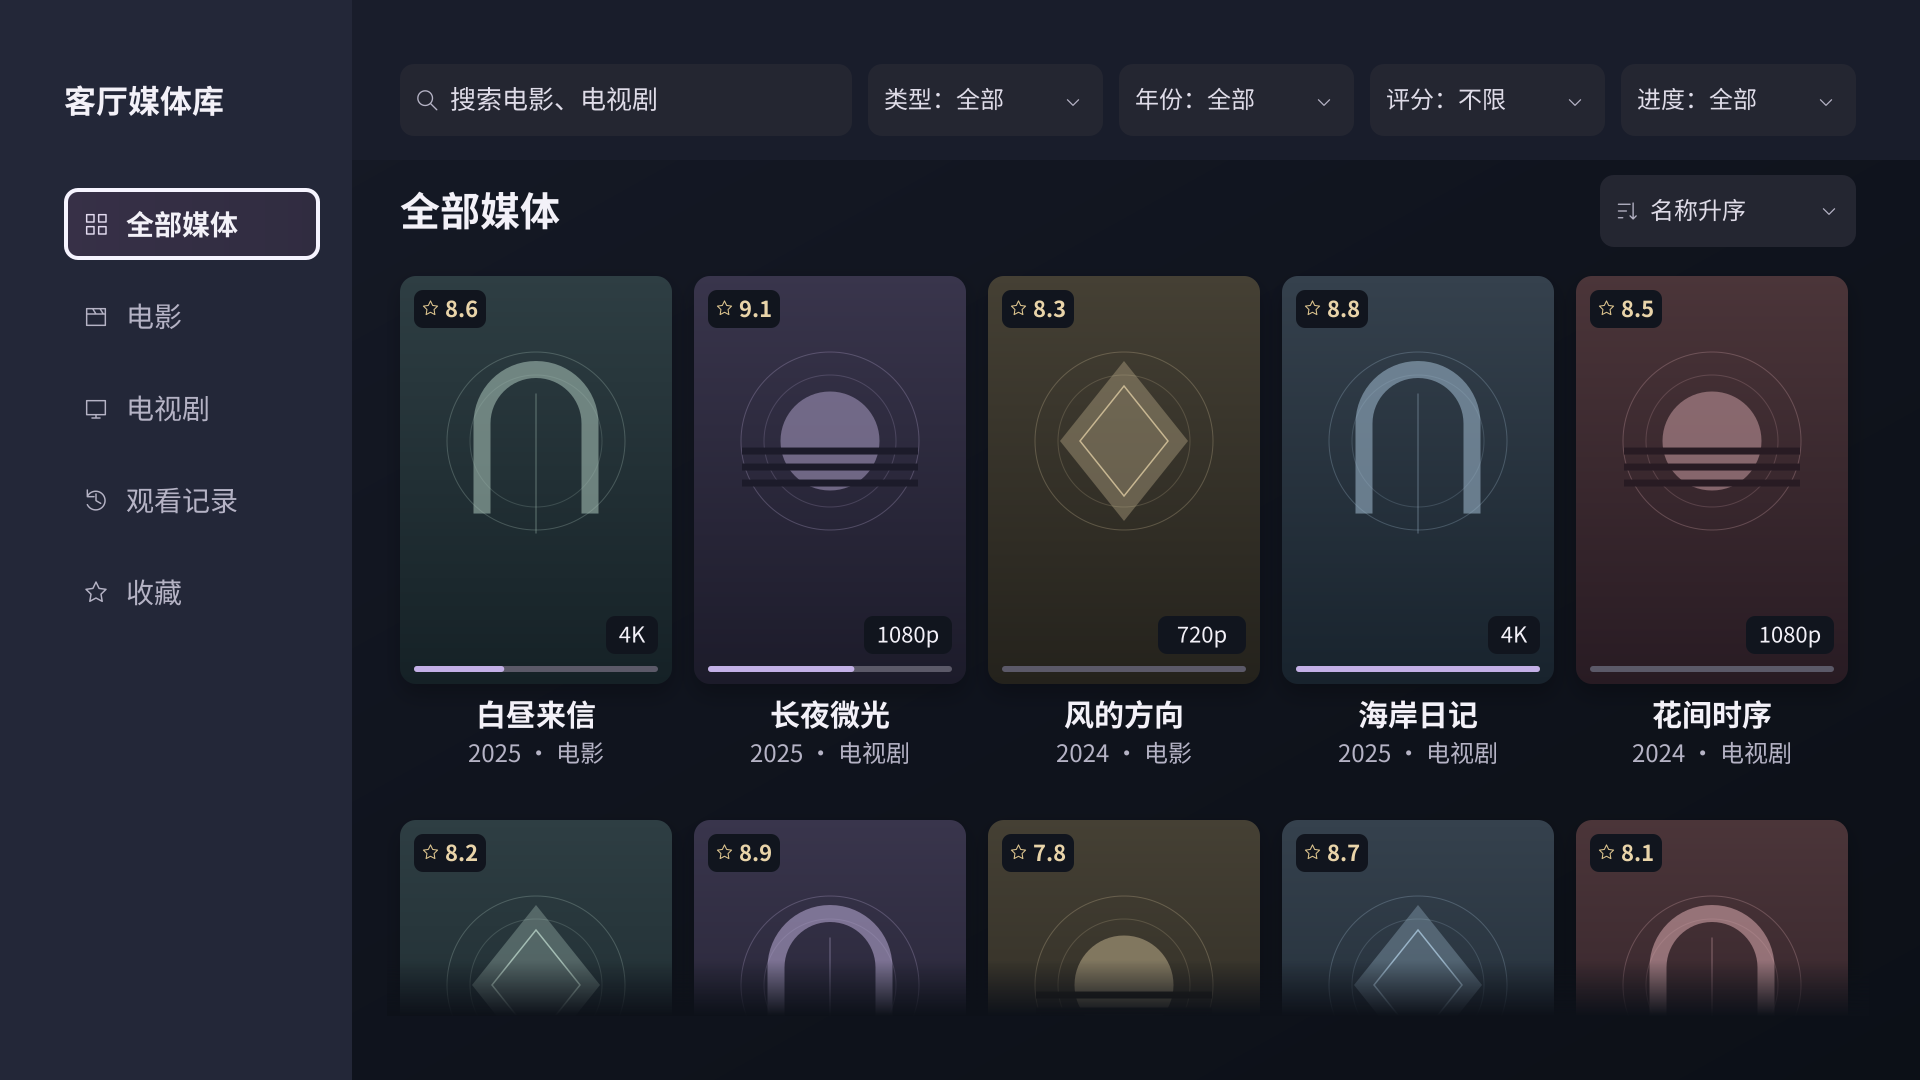 客厅媒体库
全部媒体
电影
电视剧
观看记录
收藏
搜索电影、电视剧
类型：全部
年份：全部
评分：不限
进度：全部
全部媒体
名称升序
8.6
4K
白昼来信
2025 • 电影
9.1
1080p
长夜微光
2025 • 电视剧
8.3
720p
风的方向
2024 • 电影
8.8
4K
海岸日记
2025 • 电视剧
8.5
1080p
花间时序
2024 • 电视剧
8.2
8.9
7.8
8.7
8.1